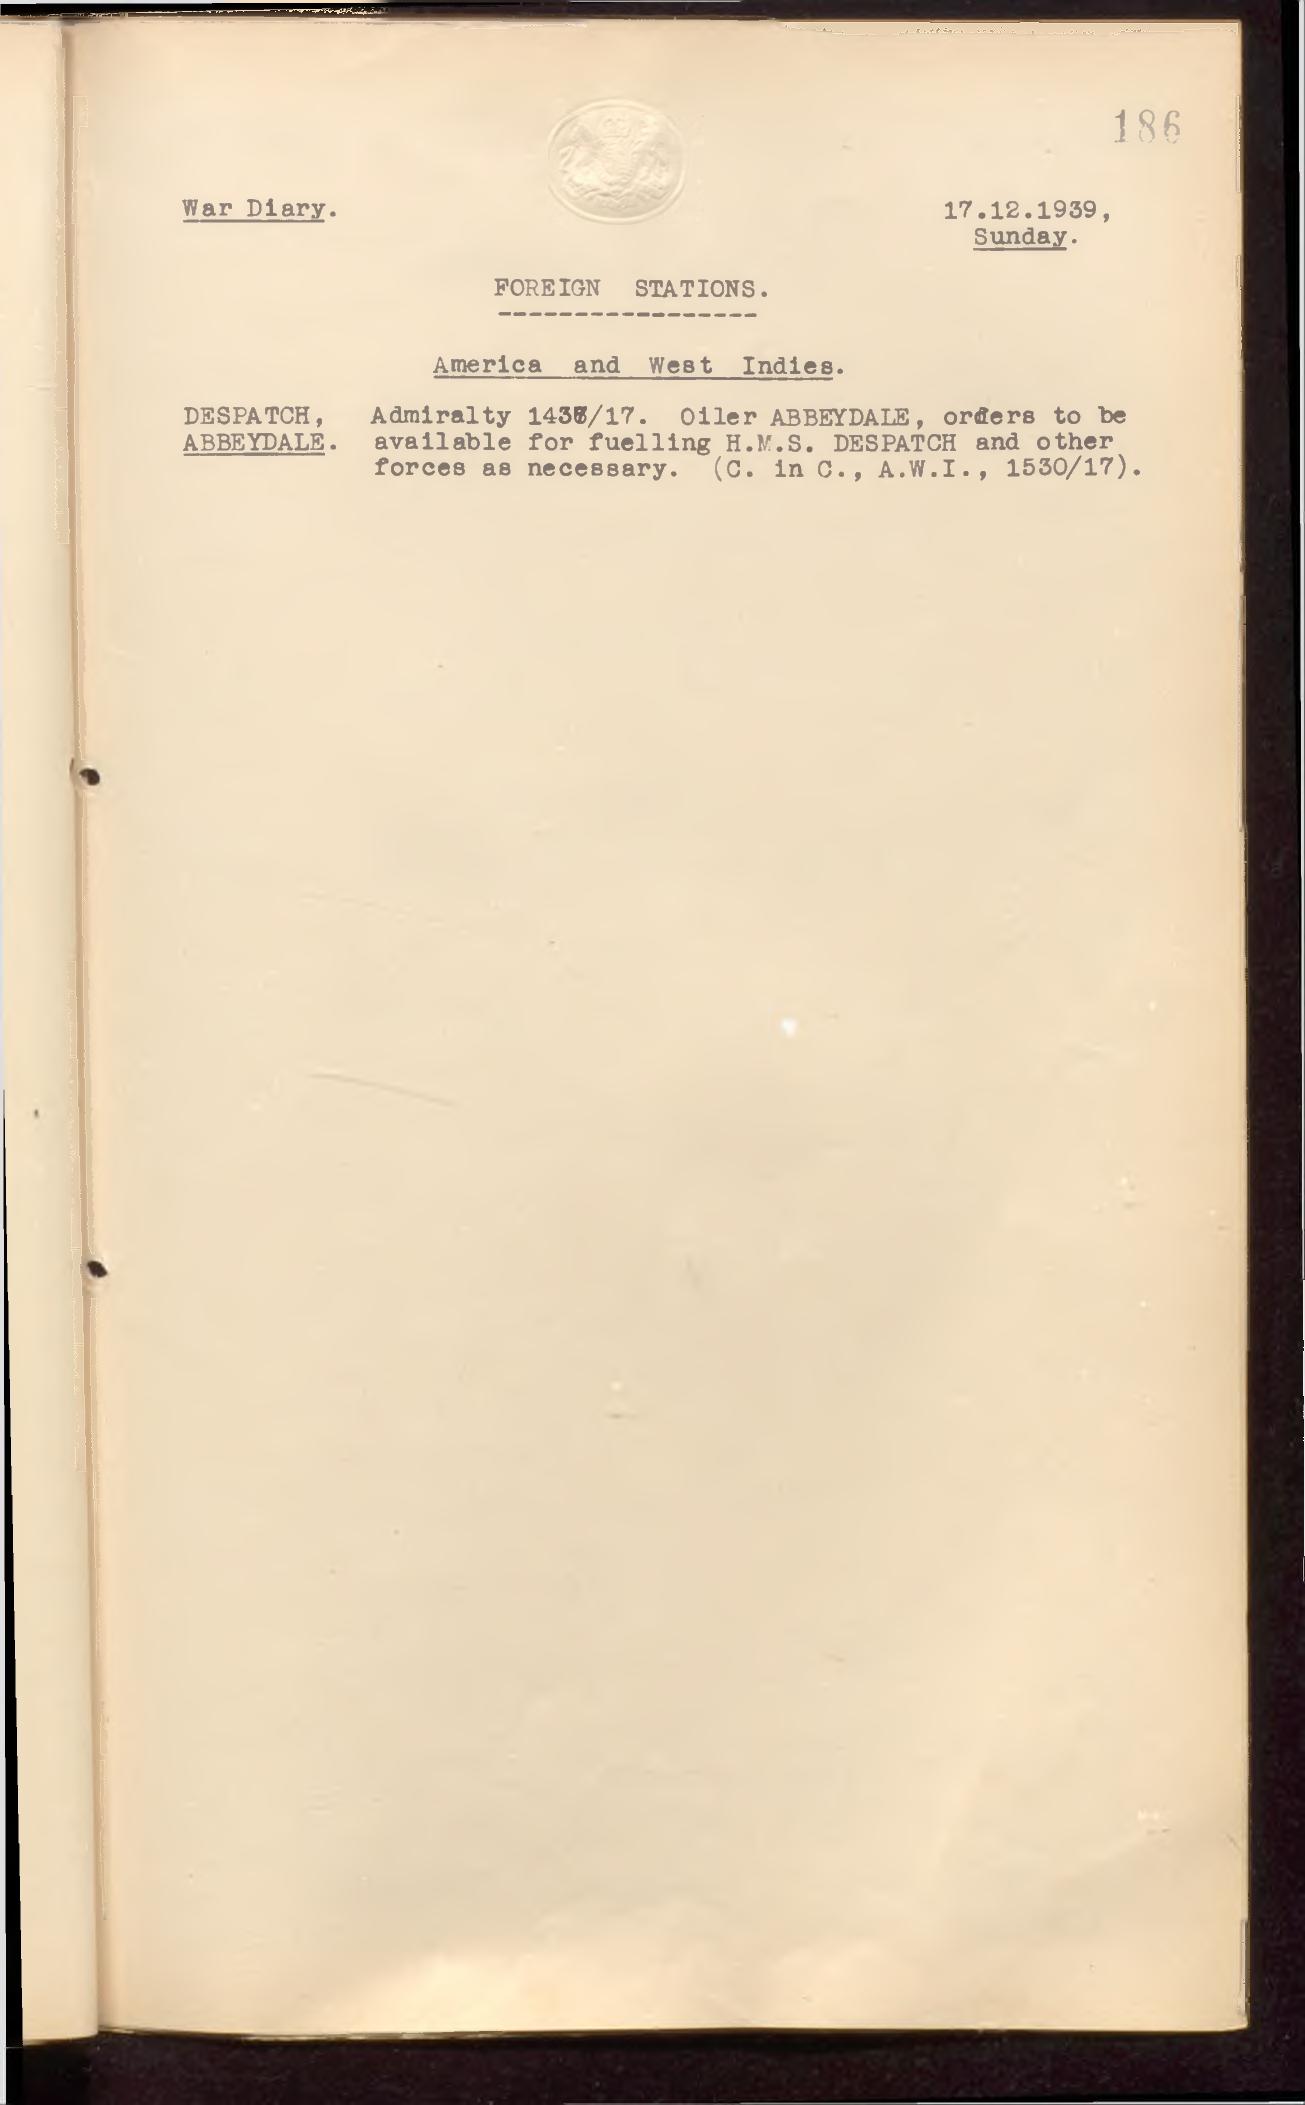 186
War Diary.
17.12.1939,
Sunday.
FOREIGN STATIONS.
-----------------
America and West Indies.
DESPATCH, Admiralty /17. Oiler ABBEYDALE, orders to be
ABBEYDALE. available for fuelling H.M.S. DESPATCH and other
forces as necessary. (C. in C., A.W.I., 1530/17).